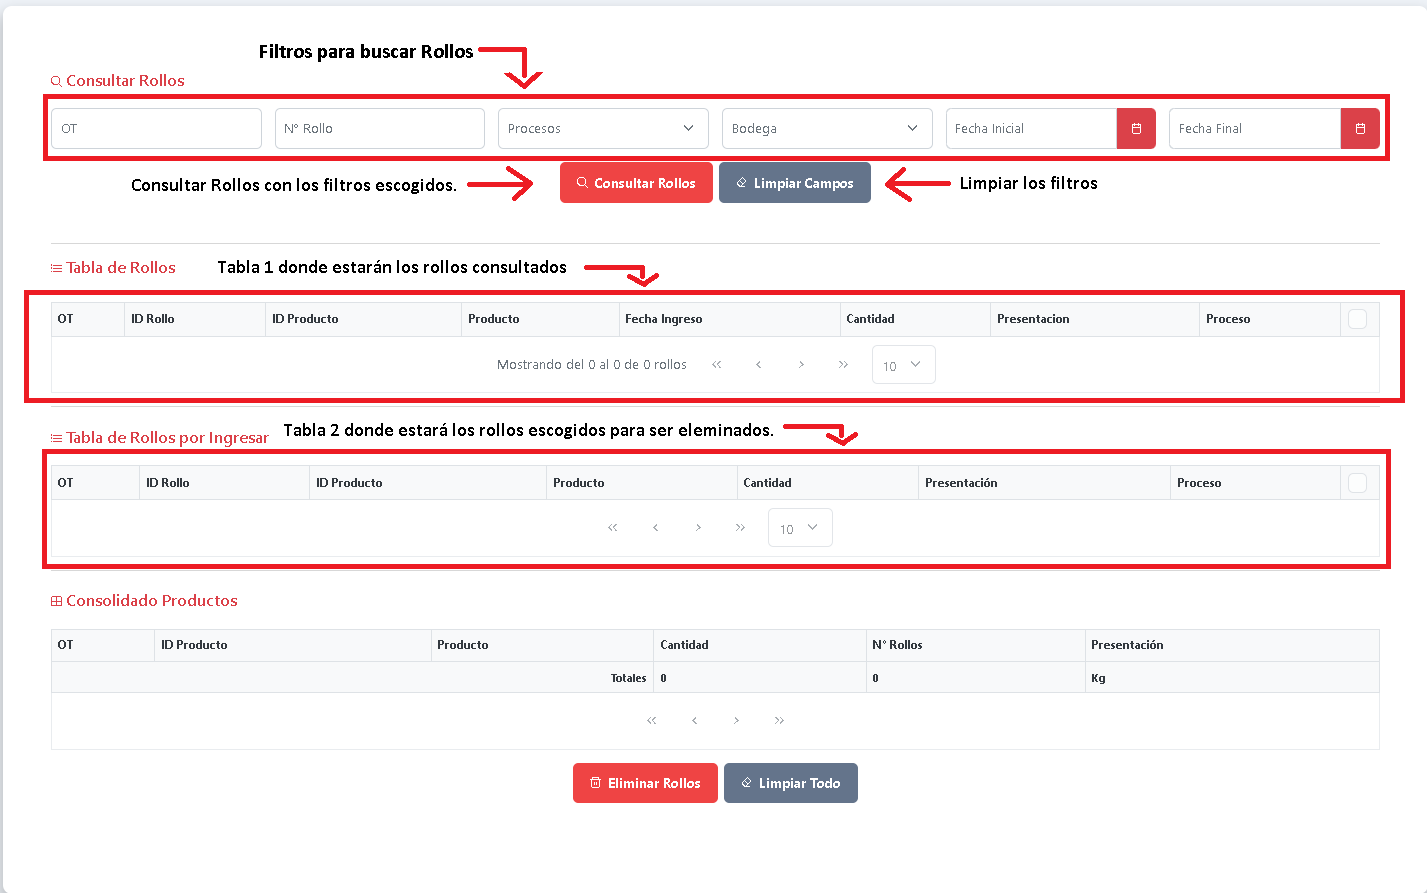 Filtros para buscar Rollos
Consultar Rollos
OT N° Rollo Procesos Bodega Fecha Inicial Fecha Final
Consultar Rollos con los filtros escogidos. Consultar Rollos Limpiar Campos Limpiar los filtros
Tabla de Rollos Tabla 1 donde estarán los rollos consultados
OT ID Rollo ID Producto Producto Fecha Ingreso Cantidad Presentacion Proceso
Mostrando del 0 al 0 de 0 rollos « ‹ › » 10
Tabla de Rollos por Ingresar Tabla 2 donde estará los rollos escogidos para ser eleminados.
OT ID Rollo ID Producto Producto Cantidad Presentación Proceso
« ‹ › » 10
Consolidado Productos
OT ID Producto Producto Cantidad N° Rollos Presentación
Totales 0 0 Kg
« ‹ › »
Eliminar Rollos Limpiar Todo